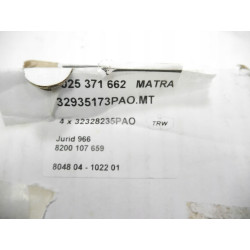 025 371 662 MATRA
32935173PAO.MT
4 x 32328235PAO TRW
Jurid 966
8200 107 659
8048 04 - 1022 01